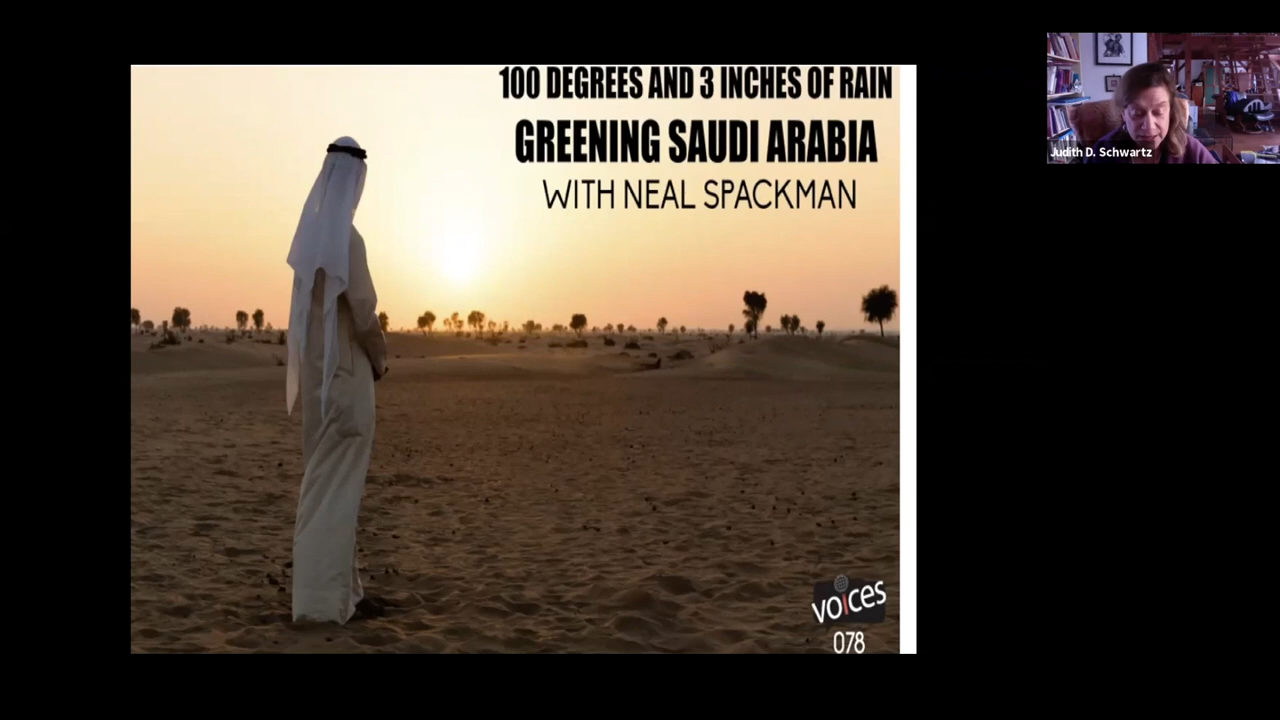 100 DEGREES AND 3 INCHES OF RAIN
GREENING SAUDI ARABIA
WITH NEAL SPACKMAN
Judith D. Schwartz
voices
078